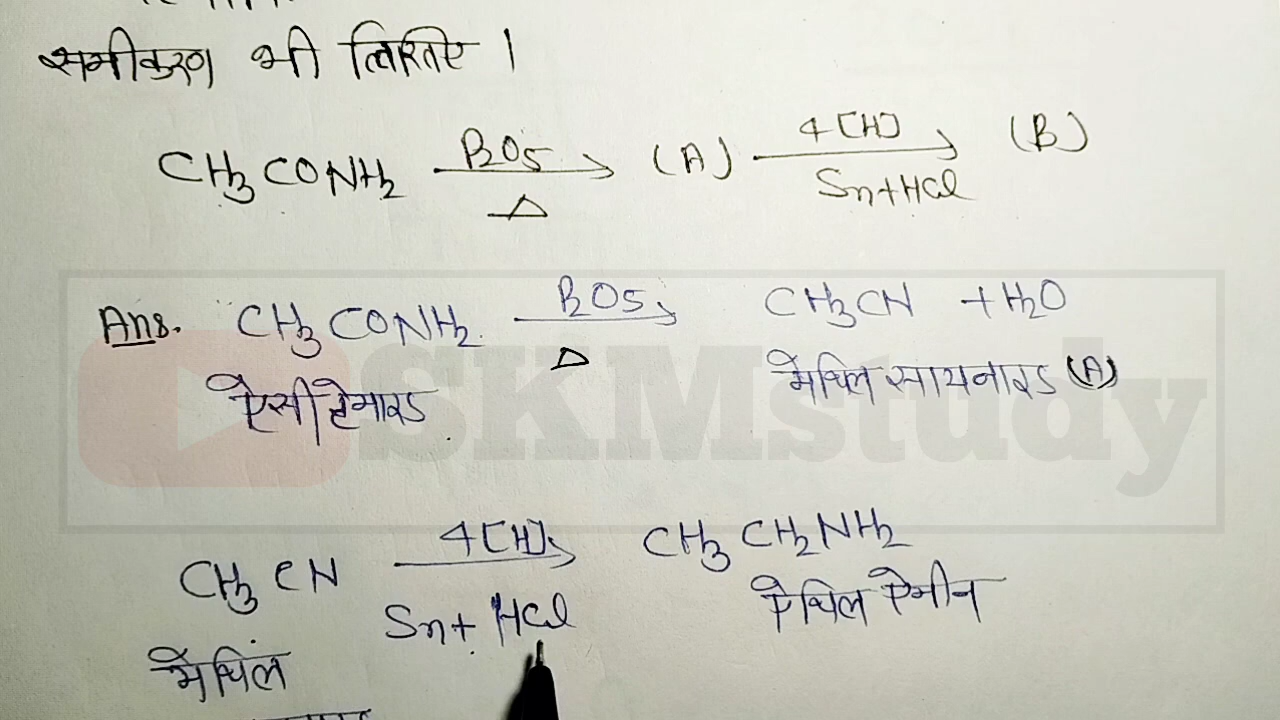 समीकरण भी लिखिए ।
CH₃CONH₂ P₂O₅ → Δ (A) 4[H] → Sn+HCl (B)
Ans. CH₃CONH₂ P₂O₅ → Δ CH₃CN + H₂O
ऐसीटेमाइड मेथिल सायनाइड (A)
SKMstudy
CH₃CN 4[H] → Sn+HCl CH₃CH₂NH₂
मेथिल एथिल ऐमीन